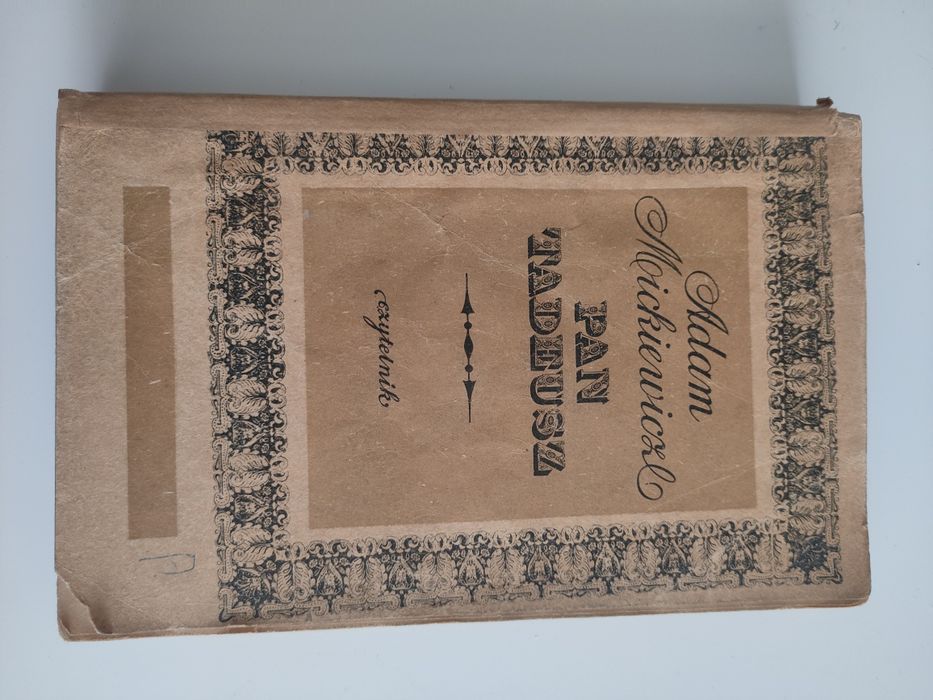 Adam
Mickiewicz
PAN
TADEUSZ
czytelnik